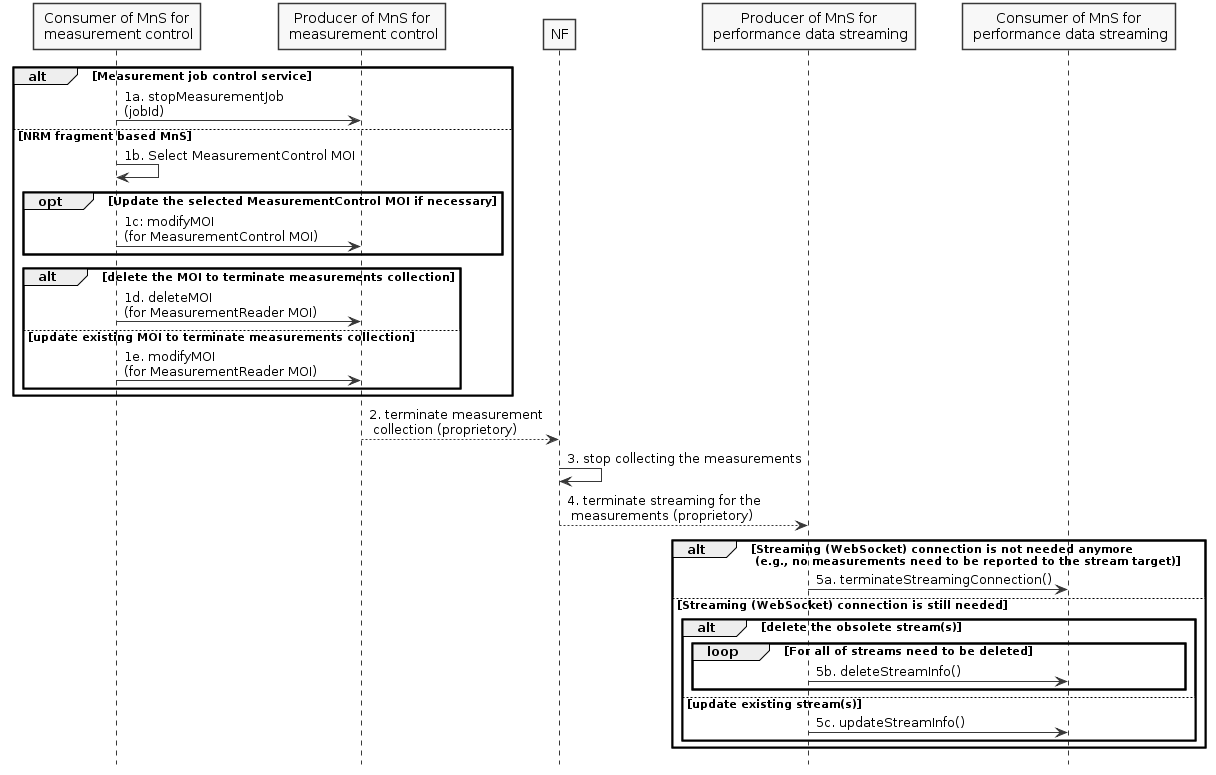 Consumer of MnS for
measurement control
Producer of MnS for
measurement control
NF
Producer of MnS for
performance data streaming
Consumer of MnS for
performance data streaming
alt [Measurement job control service]
1a. stopMeasurementJob
(jobId)
[NRM fragment based MnS]
1b. Select MeasurementControl MOI
opt [Update the selected MeasurementControl MOI if necessary]
1c: modifyMOI
(for MeasurementControl MOI)
alt [delete the MOI to terminate measurements collection]
1d. deleteMOI
(for MeasurementReader MOI)
[update existing MOI to terminate measurements collection]
1e. modifyMOI
(for MeasurementReader MOI)
2. terminate measurement
collection (proprietory)
3. stop collecting the measurements
4. terminate streaming for the
measurements (proprietory)
alt [Streaming (WebSocket) connection is not needed anymore
(e.g., no measurements need to be reported to the stream target)]
5a. terminateStreamingConnection()
[Streaming (WebSocket) connection is still needed]
alt [delete the obsolete stream(s)]
loop [For all of streams need to be deleted]
5b. deleteStreamInfo()
[update existing stream(s)]
5c. updateStreamInfo()